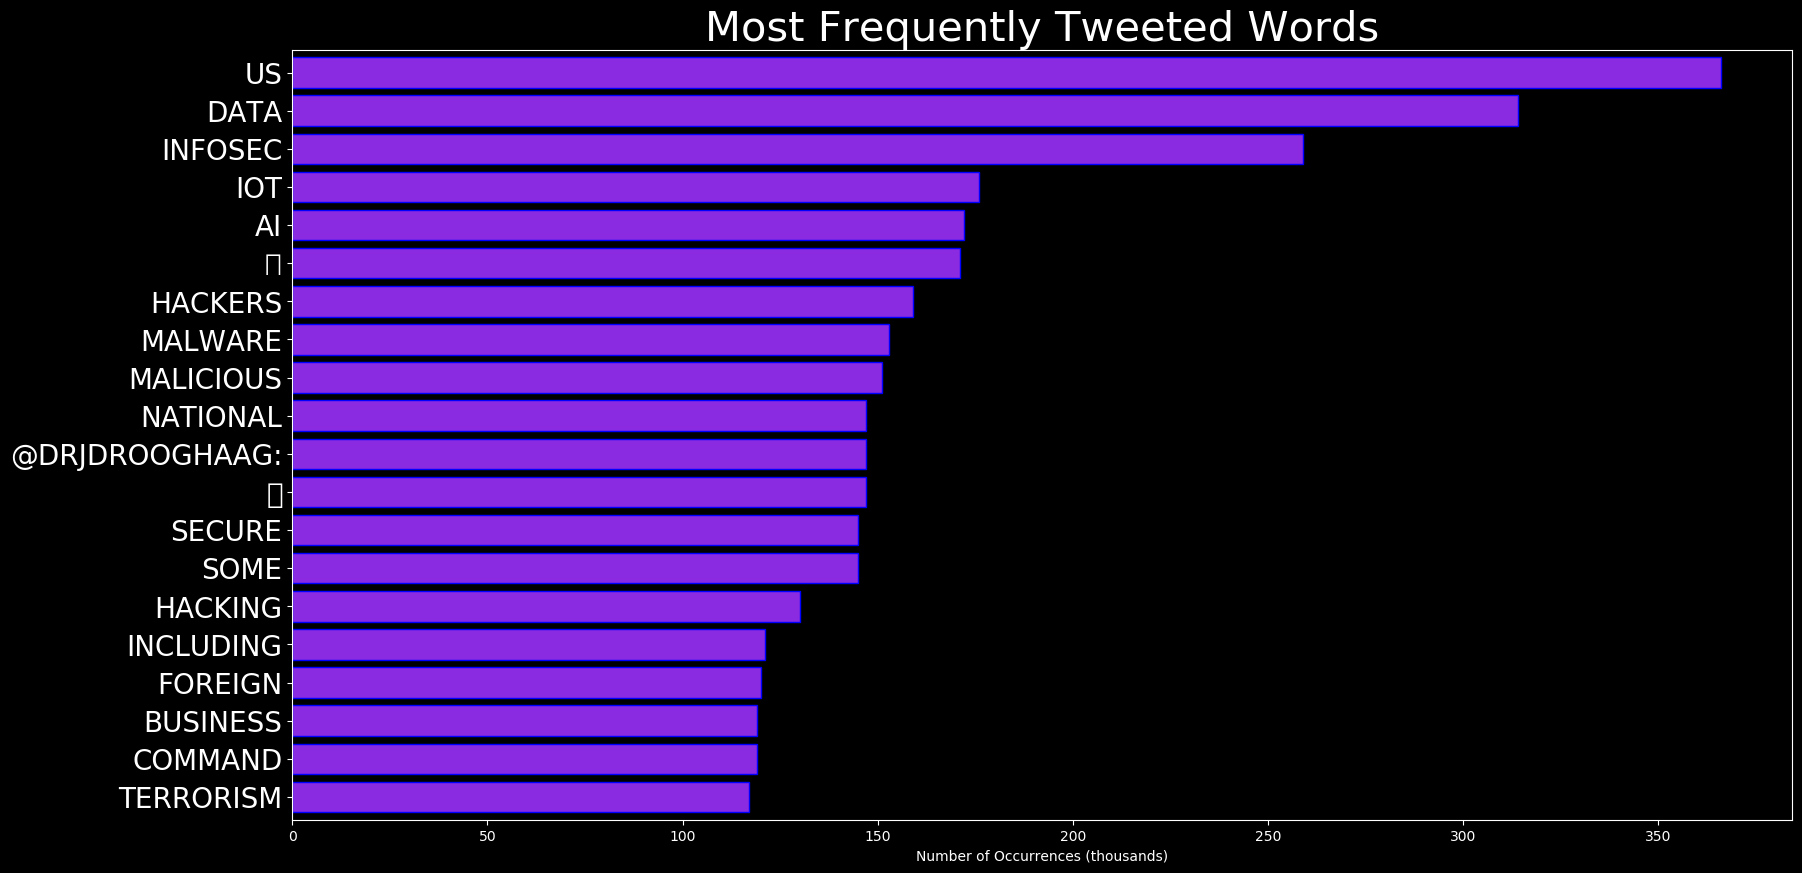 Most Frequently Tweeted Words
US
DATA
INFOSEC
IOT
AI
HACKERS
MALWARE
MALICIOUS
NATIONAL
@DRJDROOGHAAG:
SECURE
SOME
HACKING
INCLUDING
FOREIGN
BUSINESS
COMMAND
TERRORISM
0 50 100 150 200 250 300 350
Number of Occurrences (thousands)